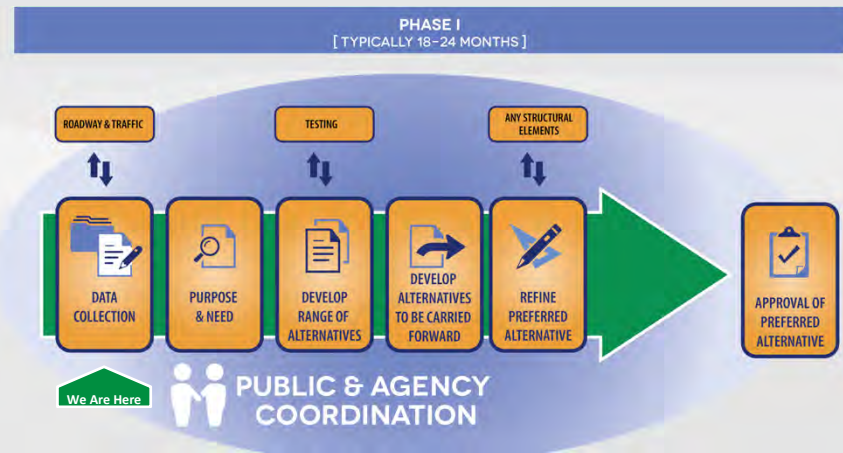 PHASE I
[ TYPICALLY 18–24 MONTHS ]
ROADWAY & TRAFFIC
TESTING
ANY STRUCTURAL
ELEMENTS
DATA
COLLECTION
PURPOSE
& NEED
DEVELOP
RANGE OF
ALTERNATIVES
DEVELOP
ALTERNATIVES
TO BE CARRIED
FORWARD
REFINE
PREFERRED
ALTERNATIVE
APPROVAL OF
PREFERRED
ALTERNATIVE
We Are Here
PUBLIC & AGENCY
COORDINATION